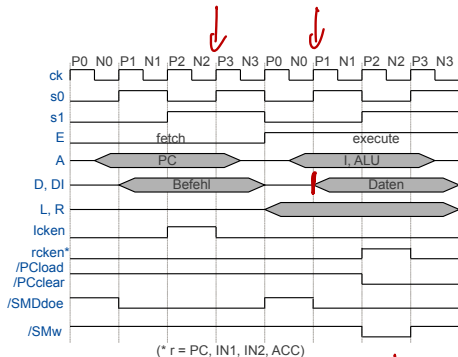 P0 N0 P1 N1 P2 N2 P3 N3 P0 N0 P1 N1 P2 N2 P3 N3
ck
s0
s1
E fetch execute
A PC I, ALU
D, DI Befehl Daten
L, R
Icken
rcken*
/PCload
/PCclear
/SMDdoe
/SMw
(* r = PC, IN1, IN2, ACC)